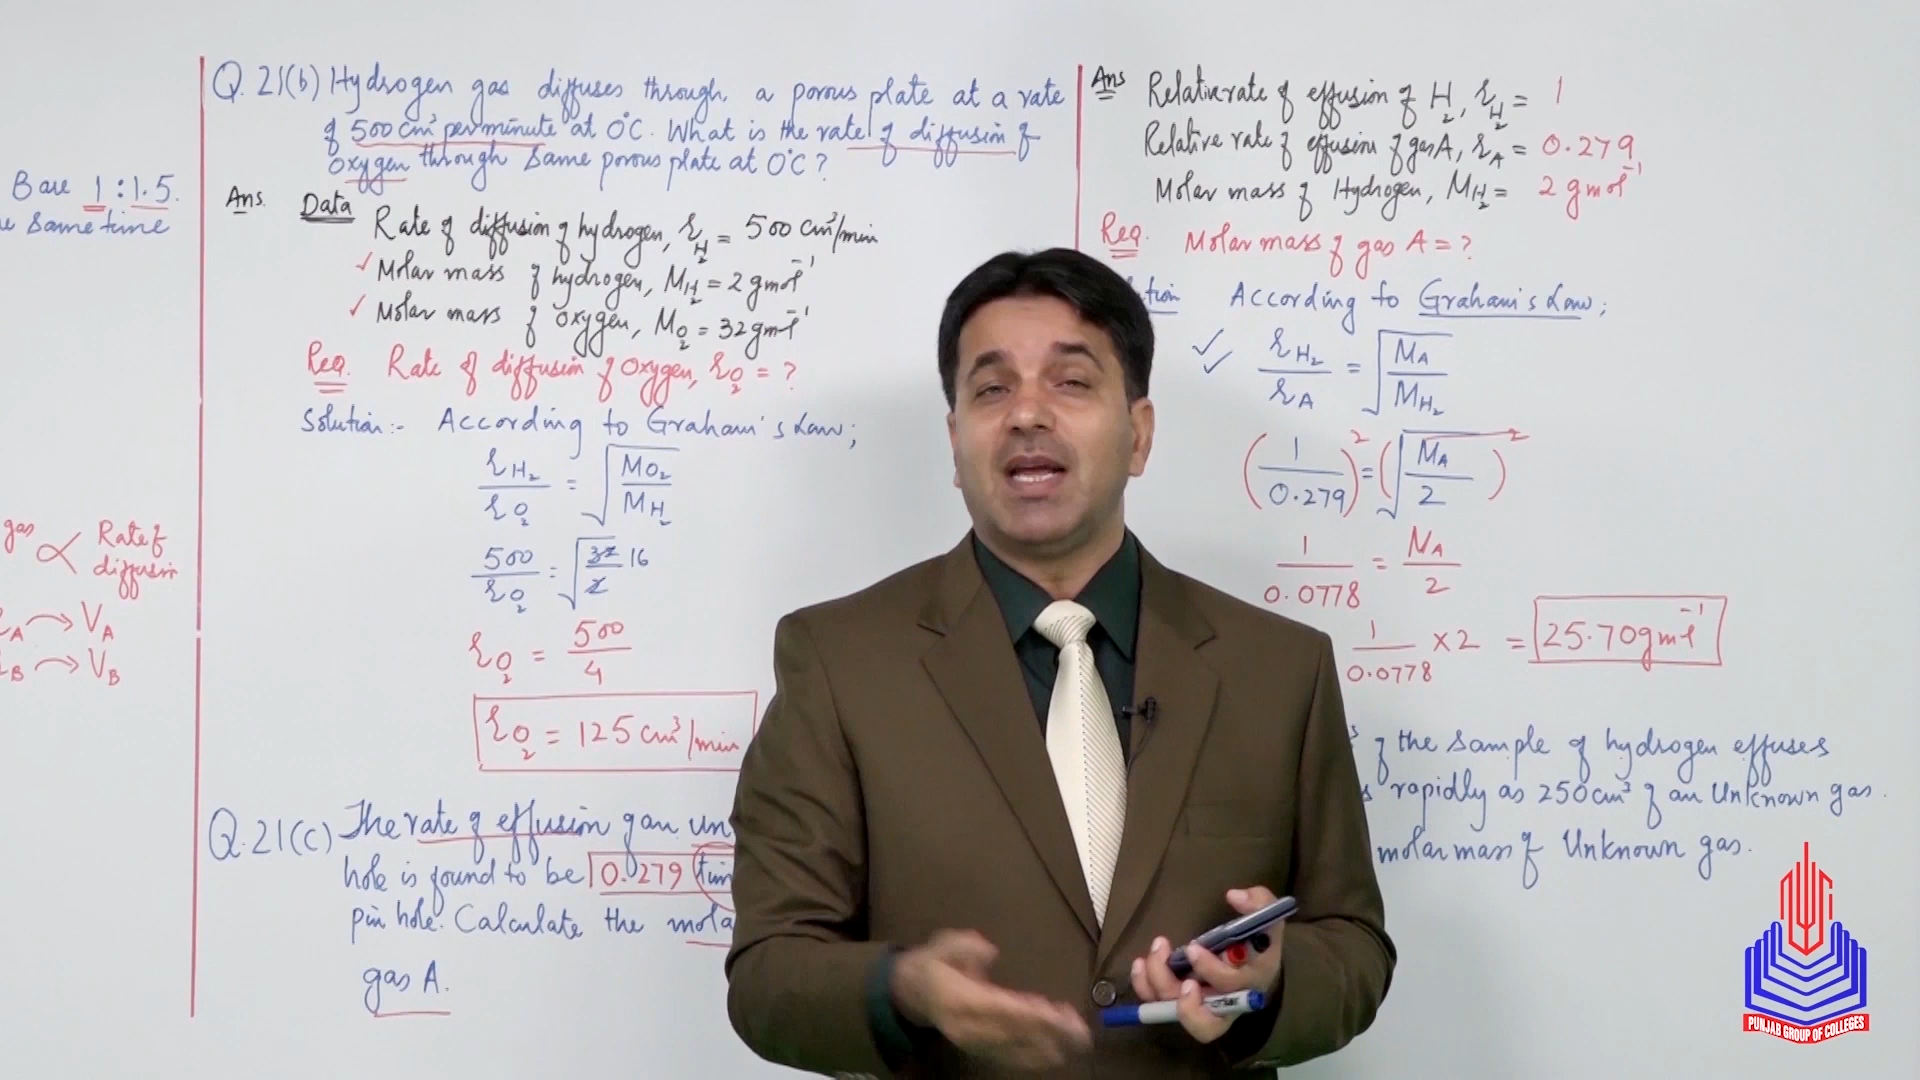 Base 1 : 1.5.
Same time
gas ∝ Rate of
diffusion
A → VA
B → VB
Q.21(b) Hydrogen gas diffuses through a porous plate at a rate
of 500 cm³ per minute at 0°C. What is the rate of diffusion of
oxygen through same porous plate at 0°C?
Ans. Data Rate of diffusion of hydrogen, rH2 = 500 cm³/min
✓ Molar mass of hydrogen, MH2 = 2 gmol⁻¹
✓ Molar mass of oxygen, MO2 = 32 gmol⁻¹
Req. Rate of diffusion of Oxygen, rO2 = ?
Solution:- According to Graham's Law;
rH2/rO2 = √(MO2/MH2)
500/rO2 = √(32/2) 16
rO2 = 500/4
rO2 = 125 cm³/min
Q.21(c) The rate of effusion of an un
hole is found to be 0.279 tim
pin hole. Calculate the mola
gas A.
Ans Relative rate of effusion of H2, rH2 = 1
Relative rate of effusion of gas A, rA = 0.279
Molar mass of Hydrogen, MH2 = 2 gmol⁻¹
Req. Molar mass of gas A = ?
ution According to Graham's Law;
✓✓ rH2/rA = √(MA/MH2)
(1/0.279)² = (√(MA/2))²
1/0.0778 = MA/2
1/0.0778 × 2 = 25.70 gmol⁻¹
of the sample of hydrogen effuses
s rapidly as 250 cm³ of an Unknown gas.
molar mass of Unknown gas.
PUNJAB GROUP OF COLLEGES